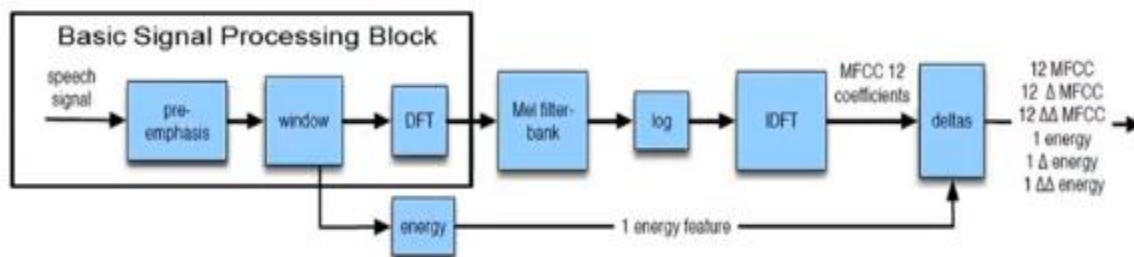 Basic Signal Processing Block
speech
signal
pre-
emphasis
window
DFT
Mel filter-
bank
log
IDFT
MFCC 12
coefficients
deltas
12 MFCC
12 Δ MFCC
12 ΔΔ MFCC
1 energy
1 Δ energy
1 ΔΔ energy
energy
1 energy feature